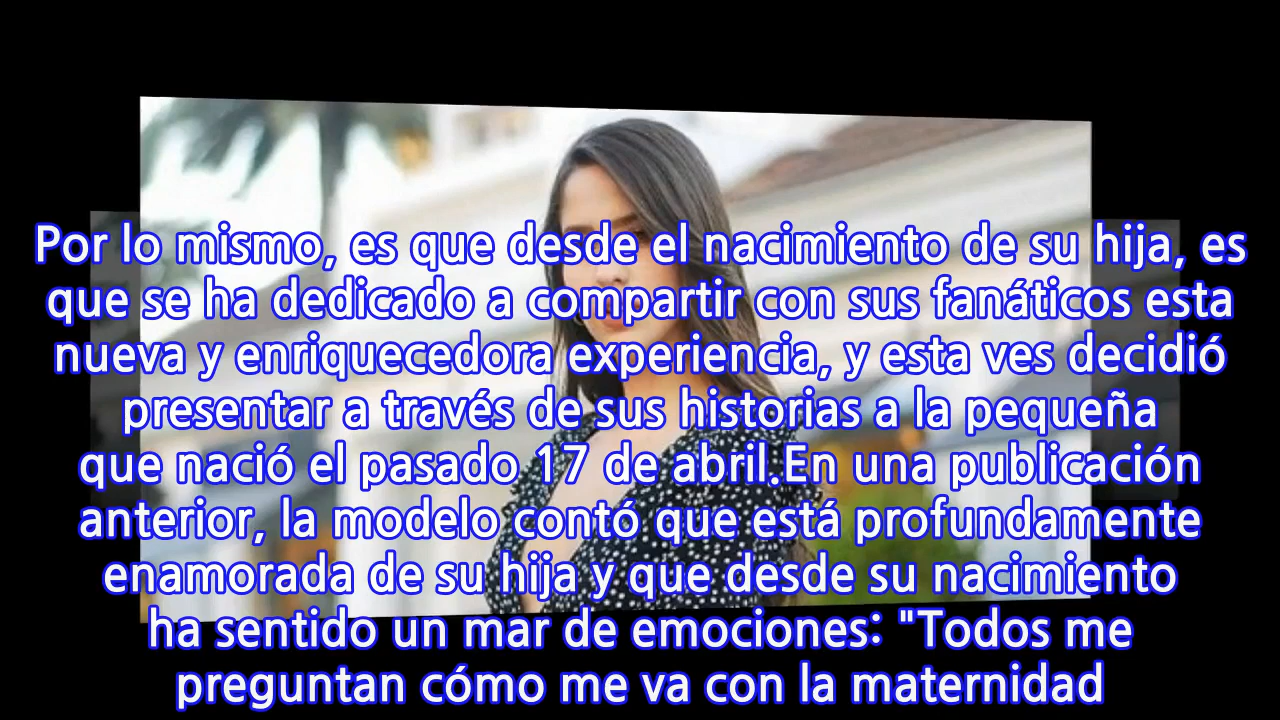 Por lo mismo, es que desde el nacimiento de su hija, es
que se ha dedicado a compartir con sus fanáticos esta
nueva y enriquecedora experiencia, y esta ves decidió
presentar a través de sus historias a la pequeña
que nació el pasado 17 de abril.En una publicación
anterior, la modelo contó que está profundamente
enamorada de su hija y que desde su nacimiento
ha sentido un mar de emociones: "Todos me
preguntan cómo me va con la maternidad